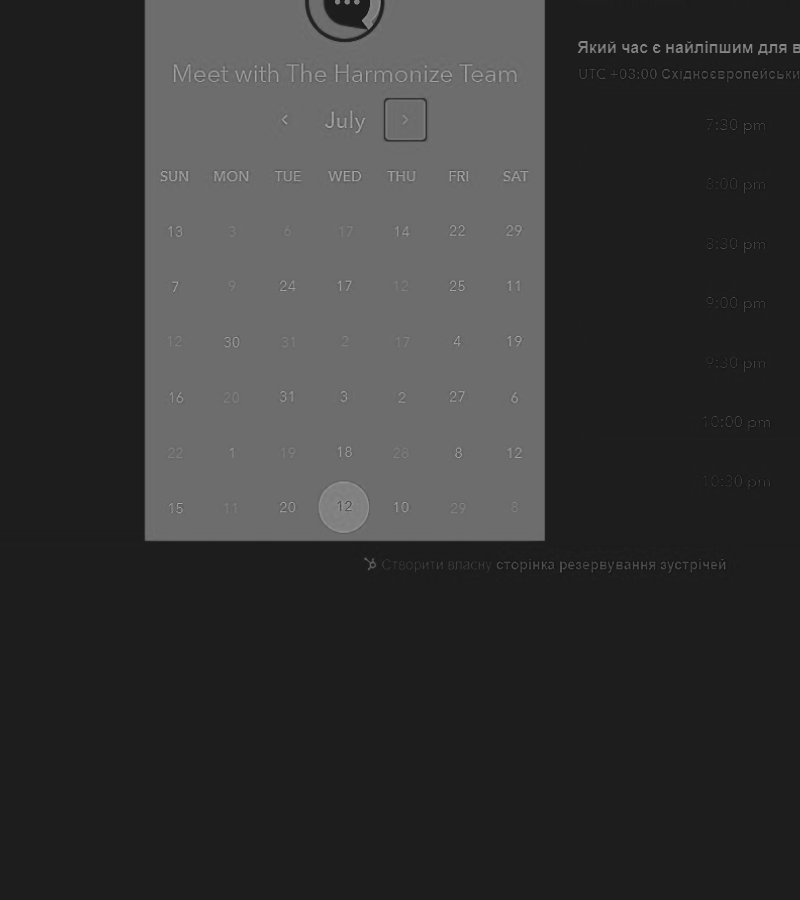 Meet with The Harmonize Team
July
SUN MON TUE WED THU FRI SAT
13 3 6 17 14 22 29
7 9 24 17 12 25 11
12 30 31 2 17 4 19
16 20 31 3 2 27 6
22 1 19 18 28 8 12
15 11 20 12 10 29 8
Який час є найліпшим для в
UTC +03:00 Східноєвропейськи
7:30 pm
8:00 pm
8:30 pm
9:00 pm
9:30 pm
10:00 pm
10:30 pm
Створити власну сторінка резервування зустрічей